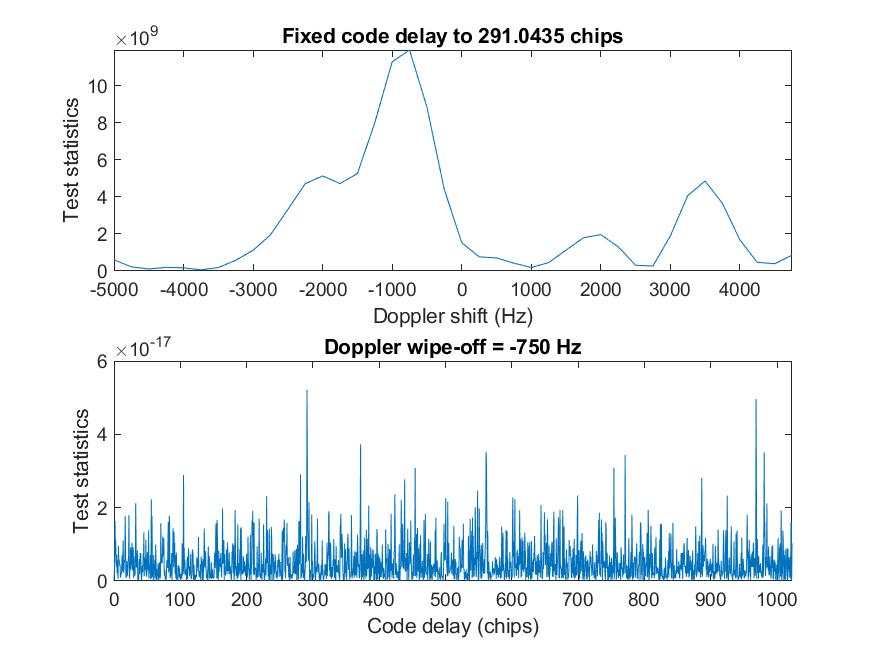 ×10^9
Fixed code delay to 291.0435 chips
Test statistics
10
8
6
4
2
0
-5000 -4000 -3000 -2000 -1000 0 1000 2000 3000 4000
Doppler shift (Hz)
×10^-17
Doppler wipe-off = -750 Hz
Test statistics
6
4
2
0
0 100 200 300 400 500 600 700 800 900 1000
Code delay (chips)